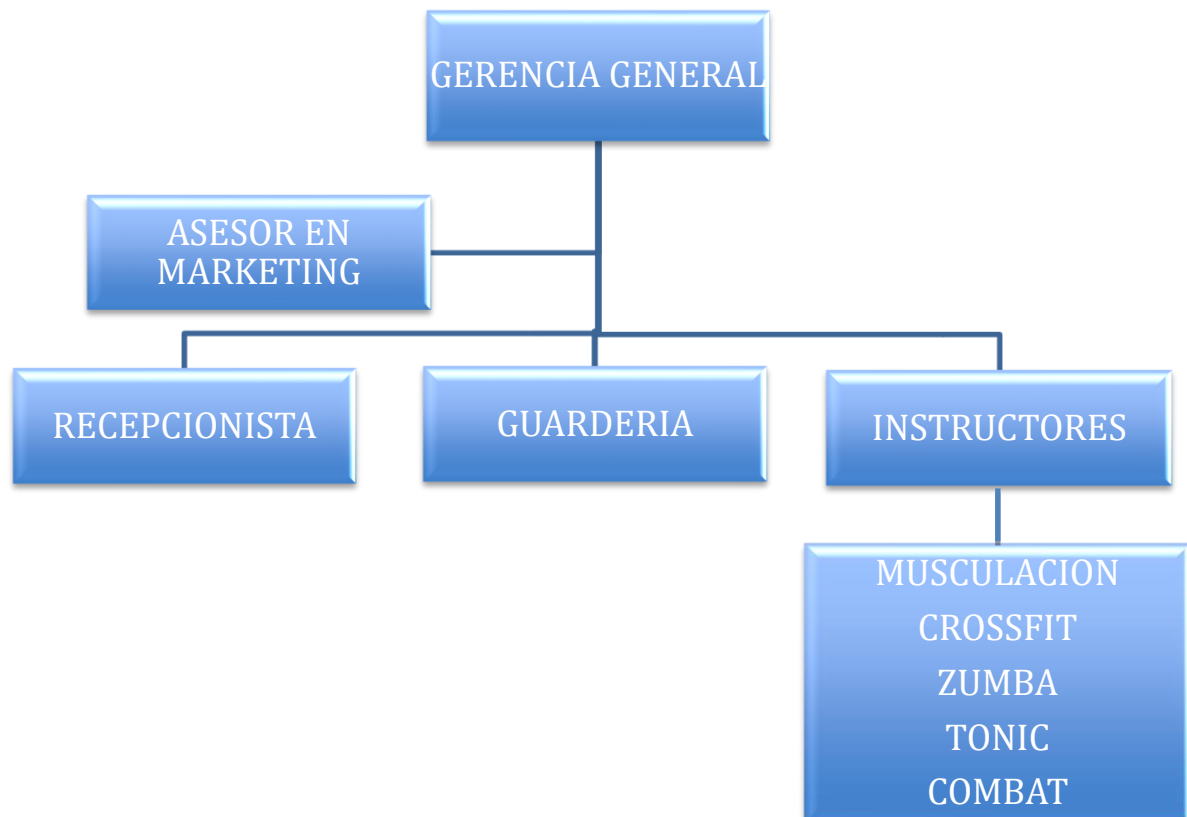 GERENCIA GENERAL
ASESOR EN
MARKETING
RECEPCIONISTA
GUARDERIA
INSTRUCTORES
MUSCULACION
CROSSFIT
ZUMBA
TONIC
COMBAT